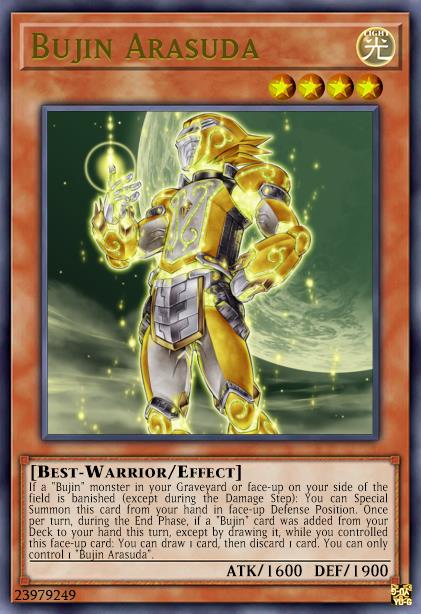 Bujin Arasuda
LIGHT
光
[Best-Warrior/Effect]
If a "Bujin" monster in your Graveyard or face-up on your side of the
field is banished (except during the Damage Step): You can Special
Summon this card from your hand in face-up Defense Position. Once
per turn, during the End Phase, if a "Bujin" card was added from your
Deck to your hand this turn, except by drawing it, while you controlled
this face-up card: You can draw 1 card, then discard 1 card. You can only
control 1 "Bujin Arasuda".
ATK/1600 DEF/1900
23979249